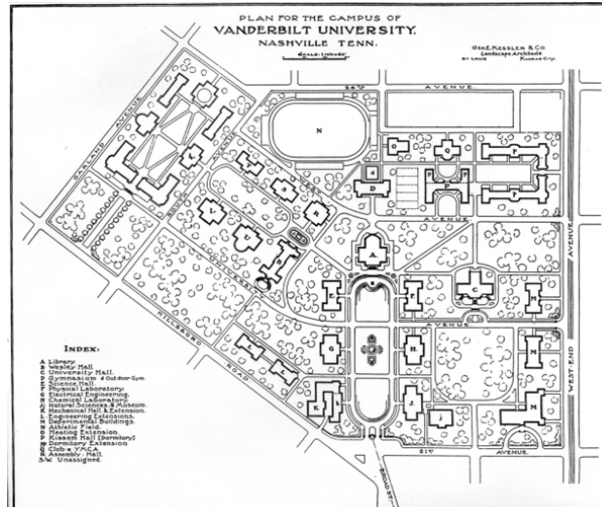 PLAN FOR THE CAMPUS OF
VANDERBILT UNIVERSITY.
NASHVILLE TENN.
Geo. E. Kessler & Co.
Landscape Architects
St Louis Kansas City.
AVENUE.
GARLAND AVENUE
AVENUE
AVENUE
AVENUE
WEST-END AVENUE
HILLSBORO ROAD
BROAD ST.
21ST AVENUE.
N
O
Q
P
P
D
P
R
A.
C
E
F
M
G
H.
M
K
J.
J
M
INDEX:
A Library.
B Wesley Hall.
C University Hall.
D Gymnasium & Outdoor Gym.
E Science Hall.
F Physical Laboratory.
G Electrical Engineering.
H Chemical Laboratory.
J Natural Sciences & Museum.
K Mechanical Hall & Extension.
L Engineering Extensions.
M Departmental Buildings.
N Athletic Field.
O Heating Extension.
P Kissam Hall [Dormitory]
Dormitory Extension
Q Club & Y.M.C.A.
R Assembly Hall.
S-W. Unassigned.